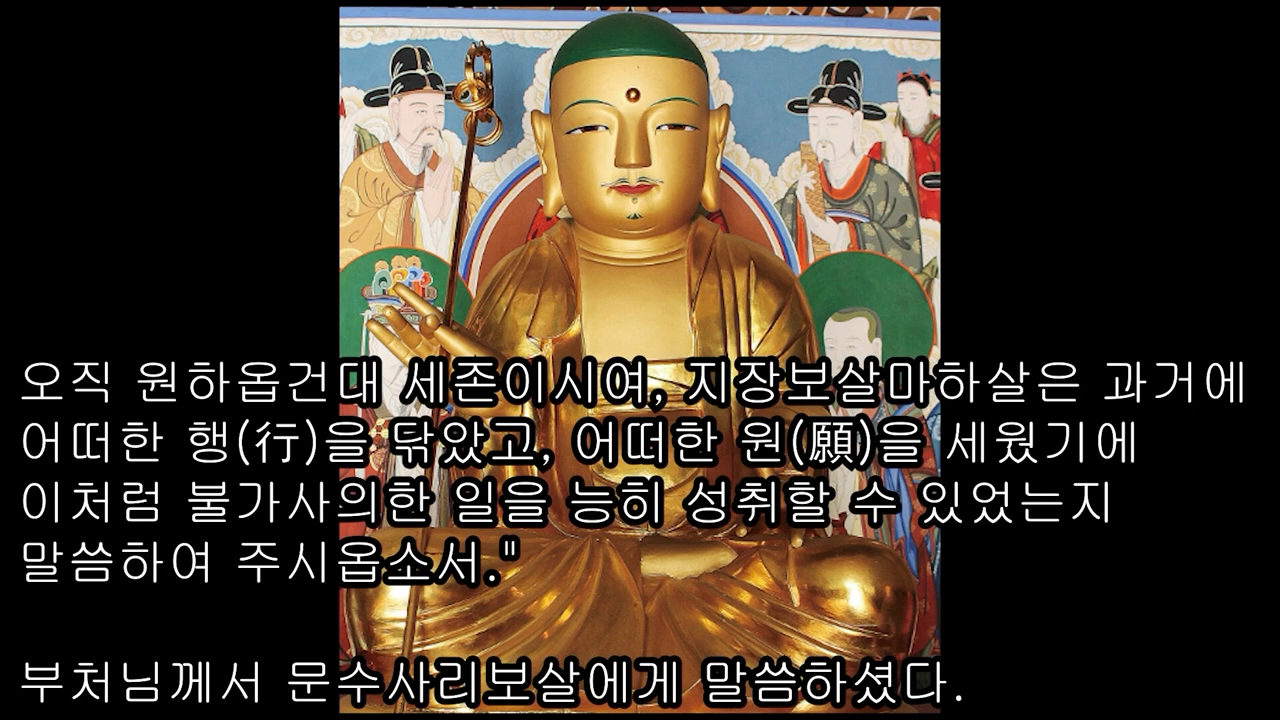 오직 원하옵건대 세존이시여, 지장보살마하살은 과거에
어떠한 행(行)을 닦았고, 어떠한 원(願)을 세웠기에
이처럼 불가사의한 일을 능히 성취할 수 있었는지
말씀하여 주시옵소서."
부처님께서 문수사리보살에게 말씀하셨다.